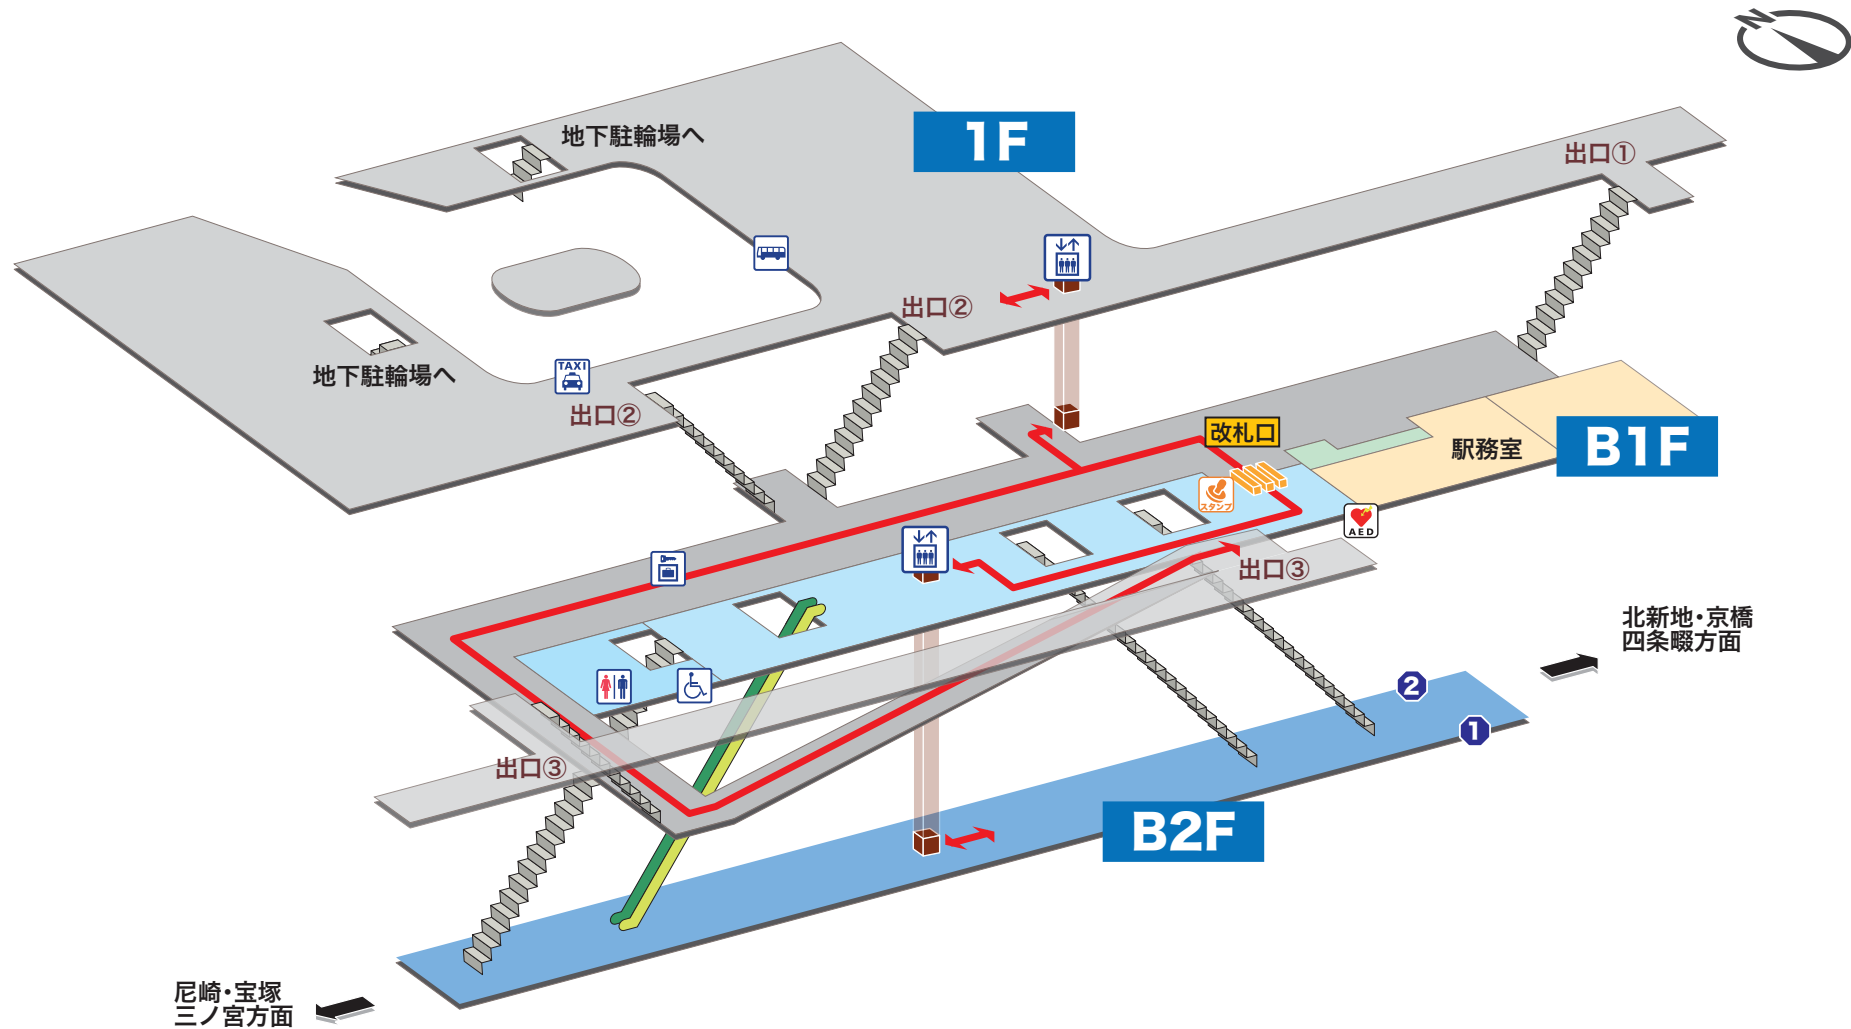 N
地下駐輪場へ
1F
出口①
出口②
地下駐輪場へ
TAXI
出口②
改札口
駅務室
B1F
スタンプ
AED
出口③
北新地・京橋
四条畷方面
2
1
出口③
B2F
尼崎・宝塚
三ノ宮方面